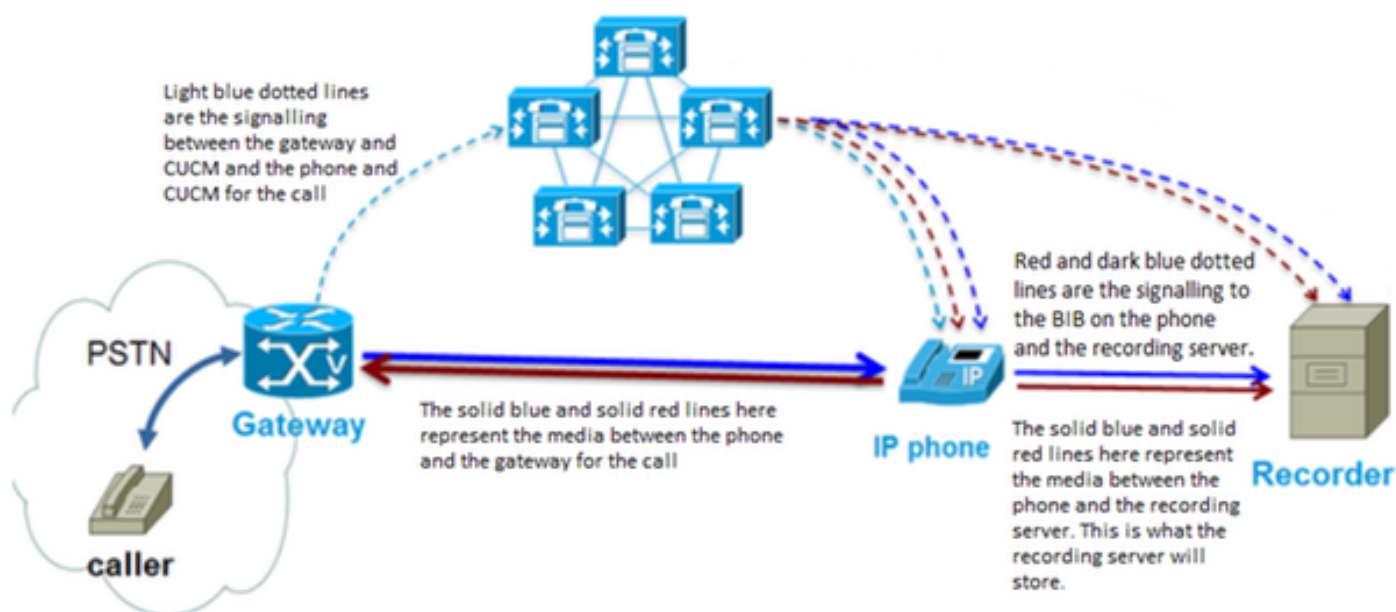 Light blue dotted lines
are the signalling
between the gateway and
CUCM and the phone and
CUCM for the call
PSTN
V
Gateway
caller
The solid blue and solid red lines here
represent the media between the phone
and the gateway for the call
IP
IP phone
Red and dark blue dotted
lines are the signalling to
the BIB on the phone
and the recording server.
The solid blue and solid
red lines here represent
the media between the
phone and the recording
server. This is what the
recording server will
store.
Recorder